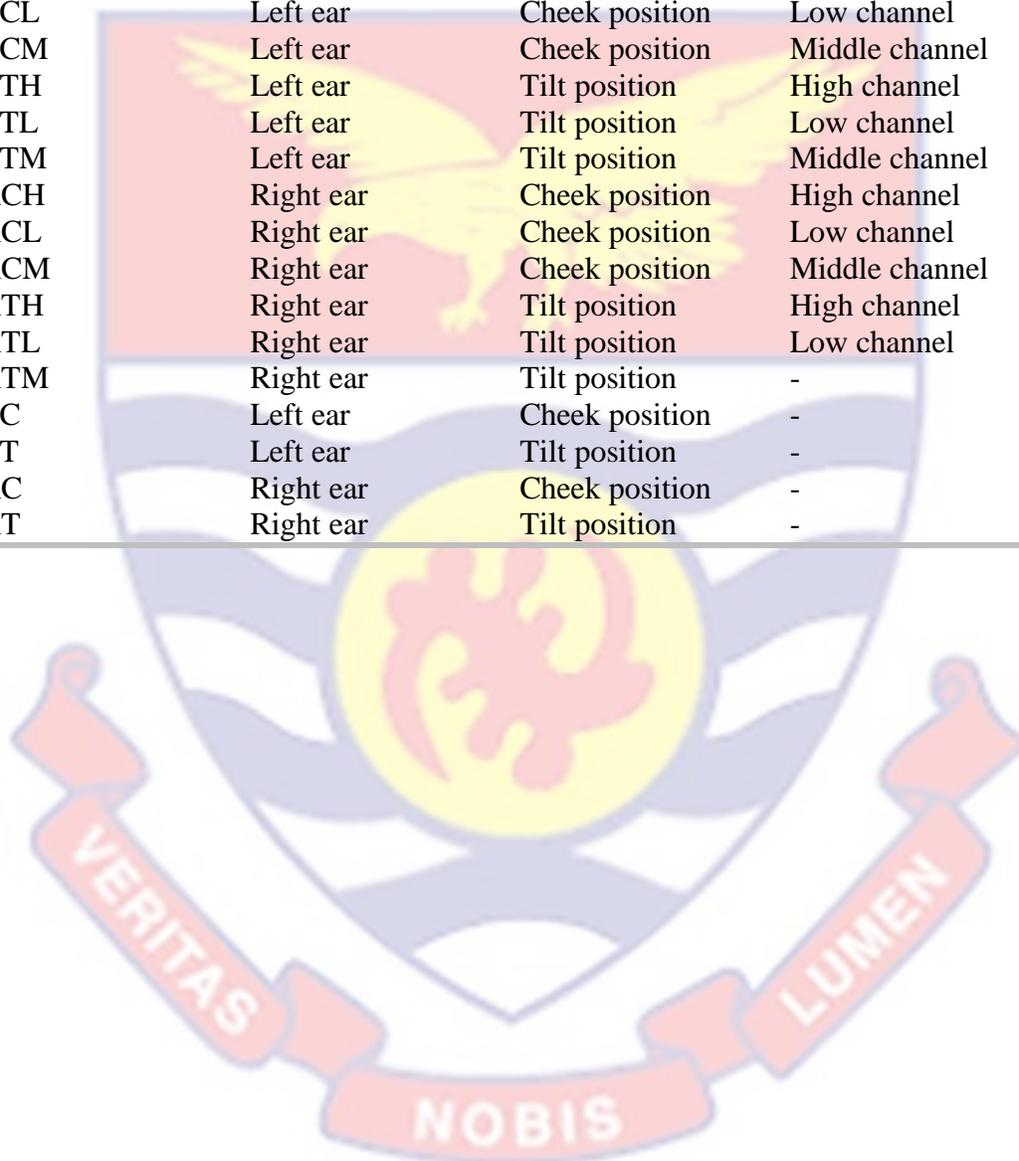 CL Left ear Cheek position Low channel
CM Left ear Cheek position Middle channel
TH Left ear Tilt position High channel
TL Left ear Tilt position Low channel
TM Left ear Tilt position Middle channel
CH Right ear Cheek position High channel
CL Right ear Cheek position Low channel
CM Right ear Cheek position Middle channel
TH Right ear Tilt position High channel
TL Right ear Tilt position Low channel
TM Right ear Tilt position -
C Left ear Cheek position -
T Left ear Tilt position -
C Right ear Cheek position -
T Right ear Tilt position -
VERITAS
NOBIS
LUMEN